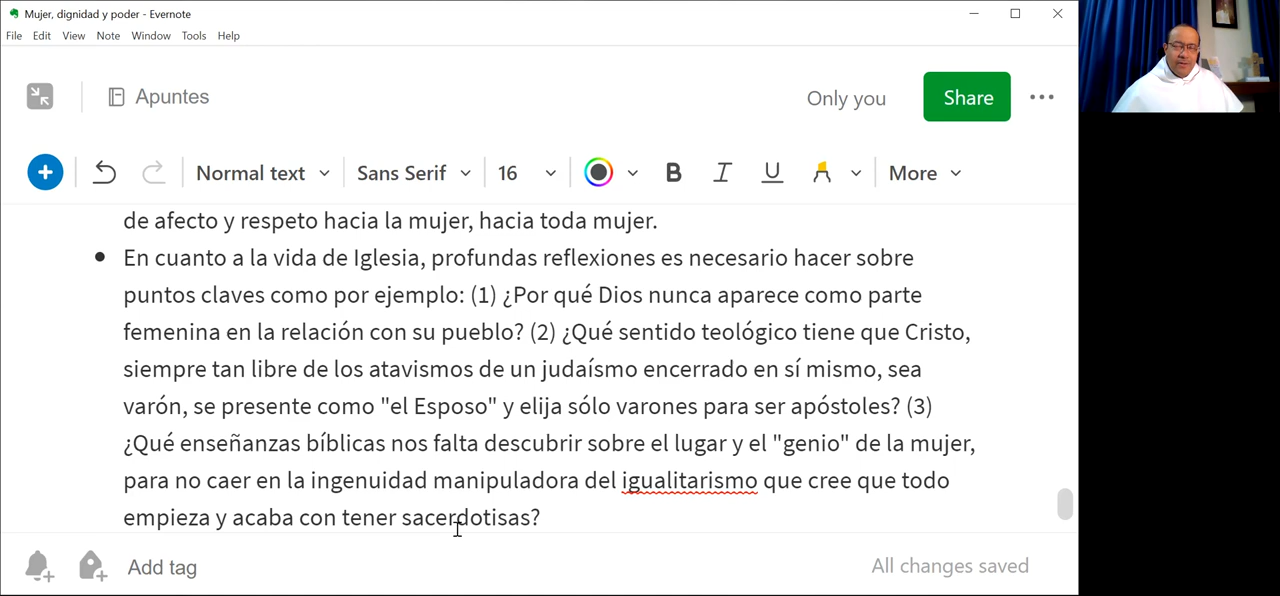 Mujer, dignidad y poder - Evernote
File Edit View Note Window Tools Help
Apuntes
Only you
Share
Normal text
Sans Serif
16
B I U
More
de afecto y respeto hacia la mujer, hacia toda mujer.
En cuanto a la vida de Iglesia, profundas reflexiones es necesario hacer sobre
puntos claves como por ejemplo: (1) ¿Por qué Dios nunca aparece como parte
femenina en la relación con su pueblo? (2) ¿Qué sentido teológico tiene que Cristo,
siempre tan libre de los atavismos de un judaísmo encerrado en sí mismo, sea
varón, se presente como "el Esposo" y elija sólo varones para ser apóstoles? (3)
¿Qué enseñanzas bíblicas nos falta descubrir sobre el lugar y el "genio" de la mujer,
para no caer en la ingenuidad manipuladora del igualitarismo que cree que todo
empieza y acaba con tener sacerdotisas?
Add tag
All changes saved